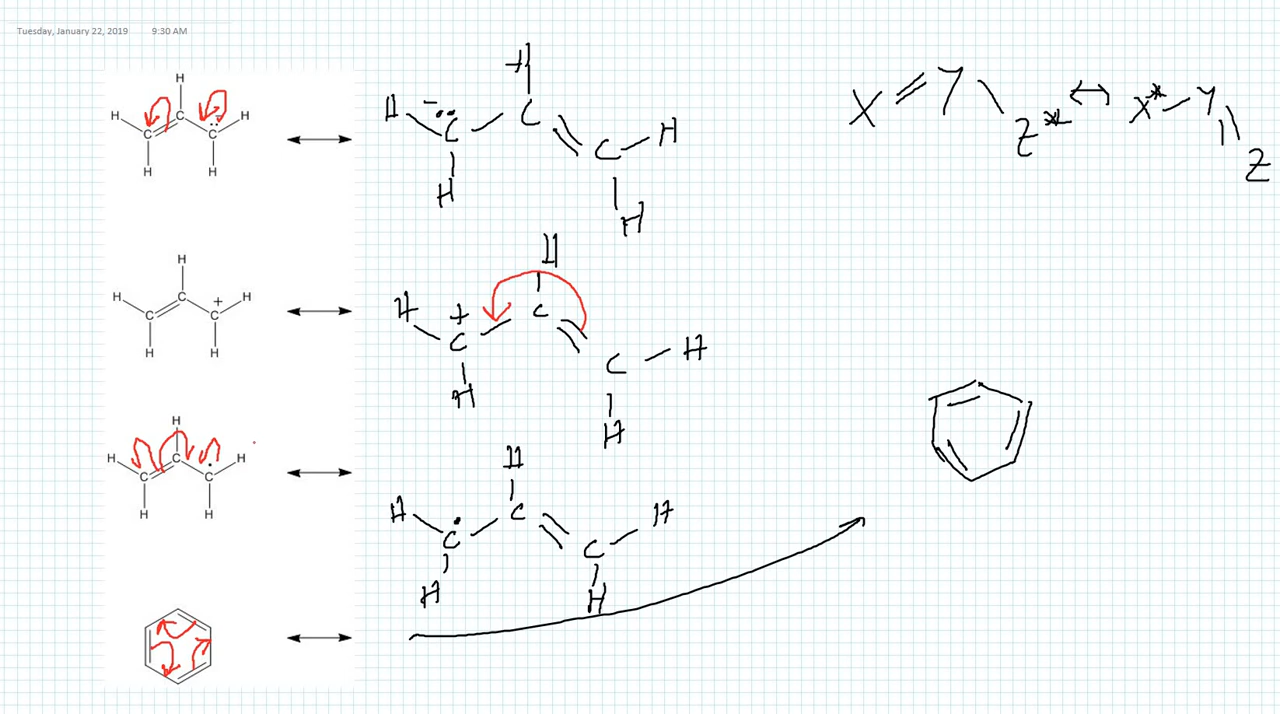 Tuesday, January 22, 2019 9:30 AM
H
H C C C H
H H
H
H C C C H
H H
X Y Z* ↔ X* Y Z
H
H C + C H
H H
H
H + C C C H
H H
H
H C C C H
H H
H
H C C C H
H H